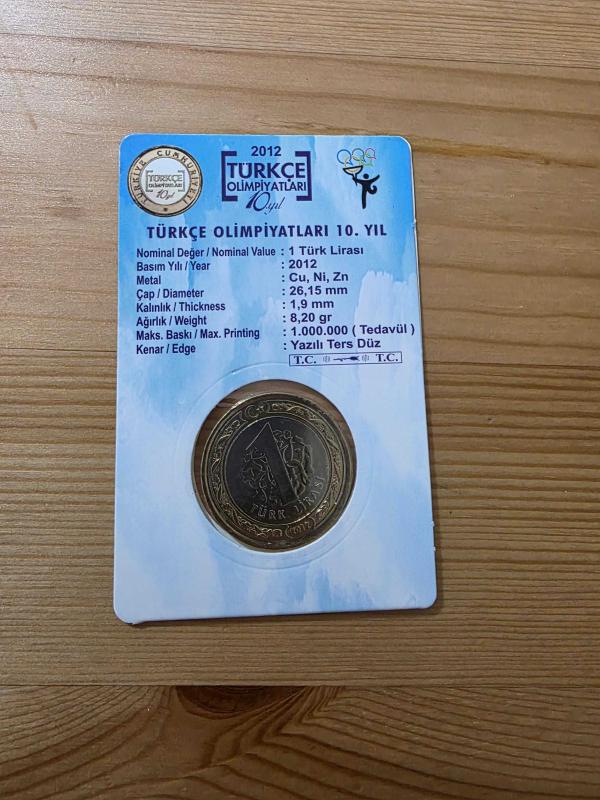 TÜRKİYE CUMHURİYETİ
TÜRKÇE
OLİMPİYATLARI
10.yıl
2012
TÜRKÇE
OLİMPİYATLARI
10.yıl
TÜRKÇE OLİMPİYATLARI 10. YIL
Nominal Değer / Nominal Value : 1 Türk Lirası
Basım Yılı / Year : 2012
Metal : Cu, Ni, Zn
Çap / Diameter : 26,15 mm
Kalınlık / Thickness : 1,9 mm
Ağırlık / Weight : 8,20 gr
Maks. Baskı / Max. Printing : 1.000.000 ( Tedavül )
Kenar / Edge : Yazılı Ters Düz
T.C. T.C.
1
TÜRK LİRASI
2012